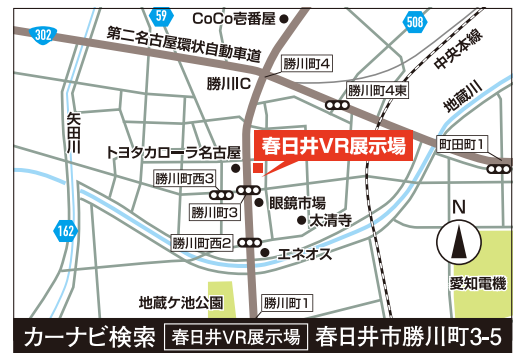 CoCo壱番屋
59
508
302
第二名古屋環状自動車道
中央本線
勝川町4
勝川IC
勝川町4東
地蔵川
矢田川
町田町1
春日井VR展示場
トヨタカローラ名古屋
勝川町西3
眼鏡市場
勝川町3
太清寺
162
勝川町西2
エネオス
N
愛知電機
地蔵ケ池公園
勝川町1
カーナビ検索 春日井VR展示場 春日井市勝川町3-5